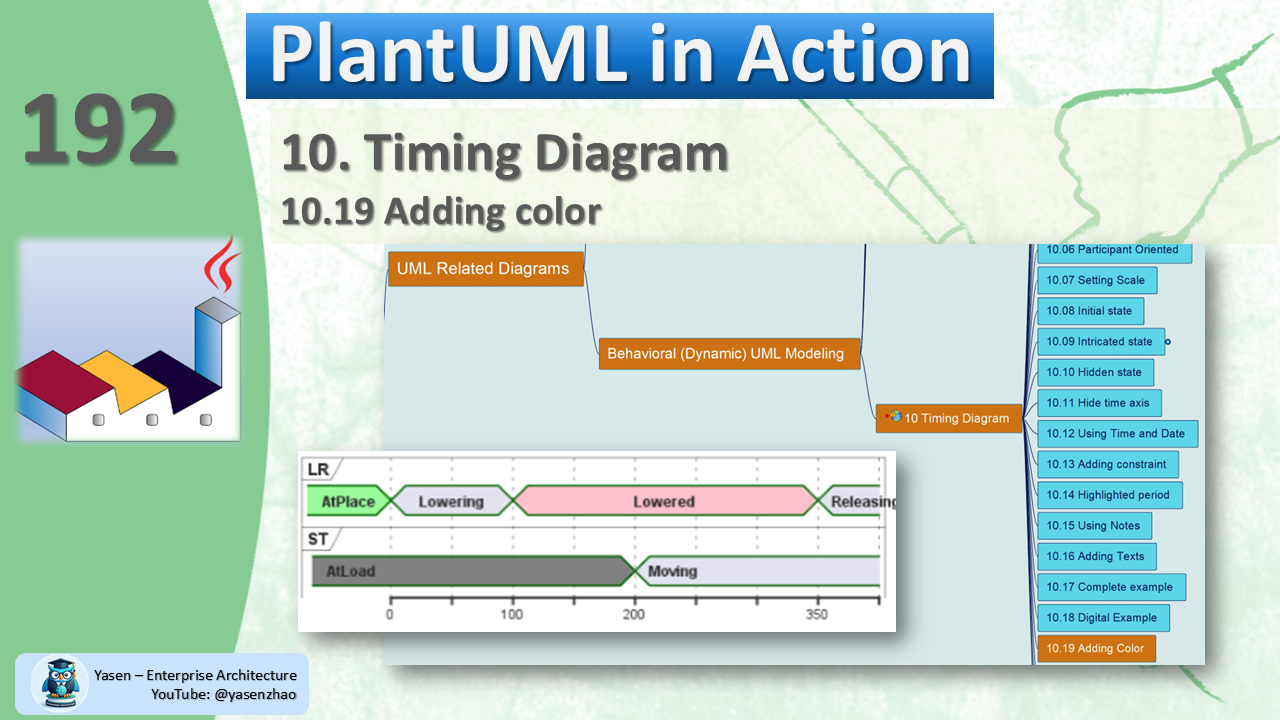 PlantUML in Action
192
10. Timing Diagram
10.19 Adding color
UML Related Diagrams
Behavioral (Dynamic) UML Modeling
10 Timing Diagram
10.06 Participant Oriented
10.07 Setting Scale
10.08 Initial state
10.09 Intricated state
10.10 Hidden state
10.11 Hide time axis
10.12 Using Time and Date
10.13 Adding constraint
10.14 Highlighted period
10.15 Using Notes
10.16 Adding Texts
10.17 Complete example
10.18 Digital Example
10.19 Adding Color
LR
AtPlace Lowering Lowered Releasing
ST
AtLoad Moving
0 100 200 350
Yasen – Enterprise Architecture
YouTube: @yasenzhao